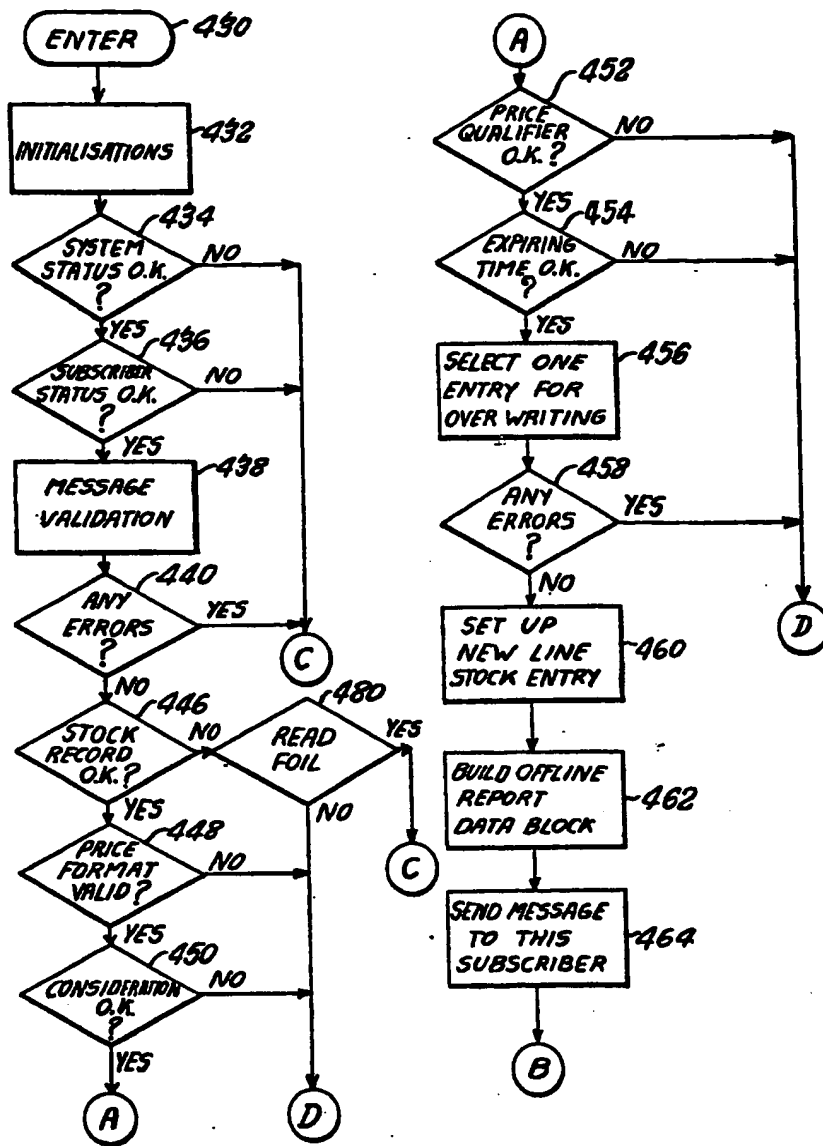 ENTER 430
INITIALISATIONS 432
434
SYSTEM
STATUS O.K.
?
NO
YES
436
SUBSCRIBER
STATUS O.K.
?
NO
YES
438
MESSAGE
VALIDATION
440
ANY
ERRORS
?
YES
C
NO
446
STOCK
RECORD
O.K.?
NO
480
READ
FOIL
YES
C
NO
YES
448
PRICE
FORMAT
VALID?
NO
YES
450
CONSIDERATION
O.K.
?
NO
YES
A
D
A
452
PRICE
QUALIFIER
O.K.?
NO
YES
454
EXPIRING
TIME O.K.
?
NO
YES
SELECT ONE
ENTRY FOR
OVER WRITING
456
458
ANY
ERRORS
?
YES
D
NO
SET UP
NEW LINE
STOCK ENTRY
460
BUILD OFFLINE
REPORT
DATA BLOCK
462
SEND MESSAGE
TO THIS
SUBSCRIBER
464
B